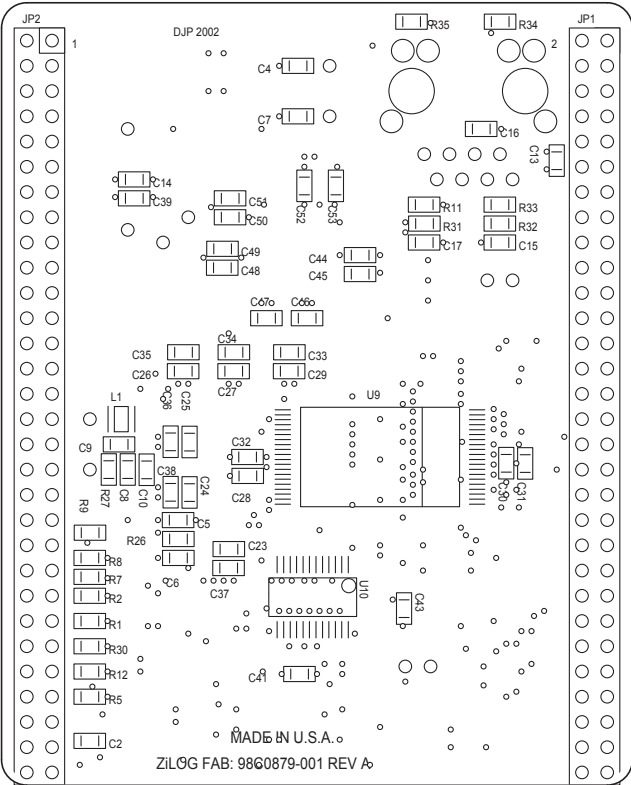 JP2
R35
R34
JP1
1
DJP 2002
2
C4
C7
C16
C13
C14
C39
C51
C50
C52
C53
R11
R33
R31
R32
C17
C15
C49
C48
C44
C45
C47
C46
C34
C35
C33
C26
C27
C29
C36
C25
L1
U9
C9
C32
C38
C24
C28
R27
C8
C10
C30
C31
R9
C5
R26
C23
R8
R7
C6
C37
U10
R2
C43
R1
R30
R12
C41
R5
C2
MADE IN U.S.A.
ZiLOG FAB: 98C0879-001 REV A